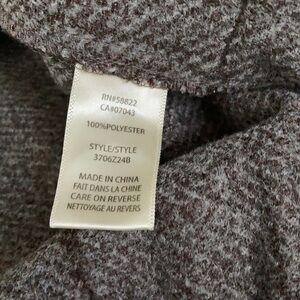 RN#58822
CA#07043
100%POLYESTER
STYLE/STYLE
3706Z24B
MADE IN CHINA
FAIT DANS LA CHINE
CARE ON REVERSE
NETTOYAGE AU REVERS